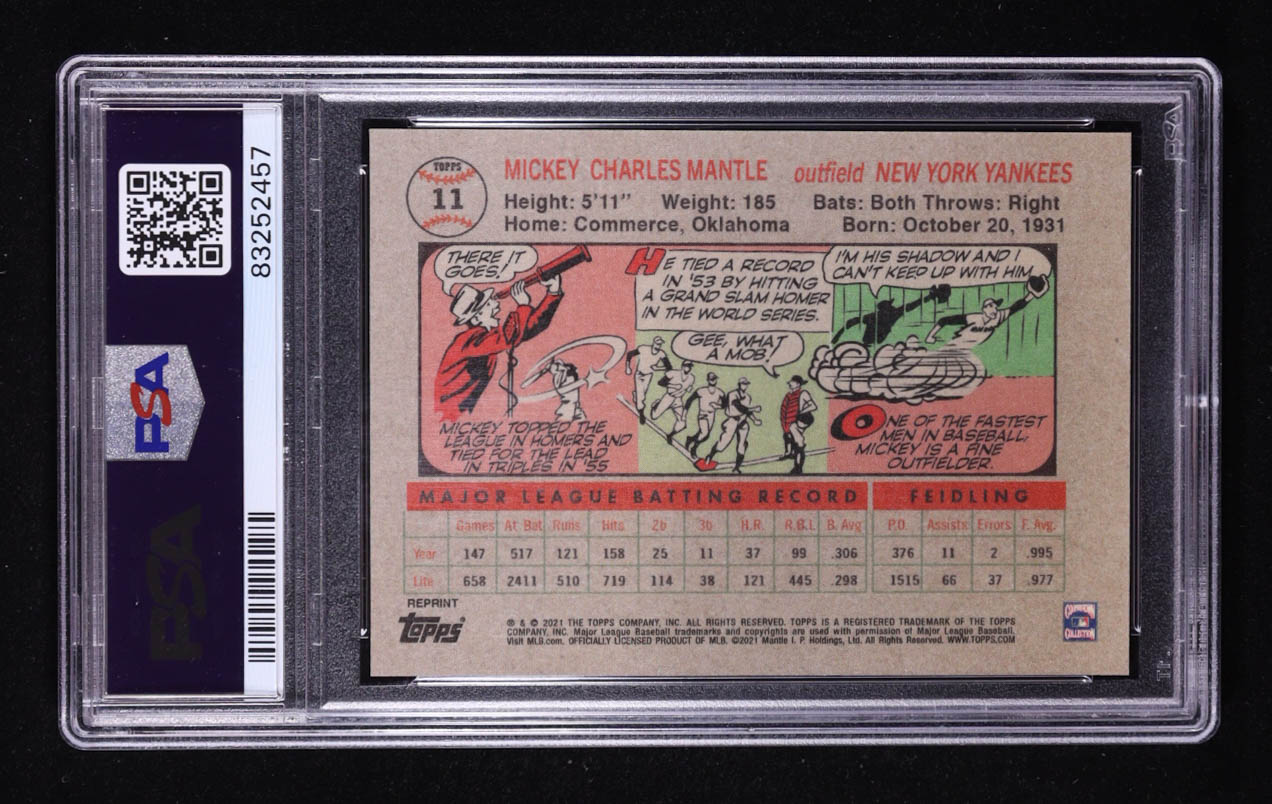 83252457
PSA
PSA
PSA
TOPPS
11
MICKEY CHARLES MANTLE outfield NEW YORK YANKEES
Height: 5'11" Weight: 185 Bats: Both Throws: Right
Home: Commerce, Oklahoma Born: October 20, 1931
THERE IT
GOES!
MICKEY TOPPED THE
LEAGUE IN HOMERS AND
TIED FOR THE LEAD
IN TRIPLES IN '55
HE TIED A RECORD
IN '53 BY HITTING
A GRAND SLAM HOMER
IN THE WORLD SERIES.
GEE, WHAT
A MOB!
I'M HIS SHADOW AND I
CAN'T KEEP UP WITH HIM
ONE OF THE FASTEST
MEN IN BASEBALL,
MICKEY IS A FINE
OUTFIELDER.
MAJOR LEAGUE BATTING RECORD FEIDLING
Games At Bat Runs Hits 2b 3b H.R. R.B.I. B. Avg P.O. Assists Errors F. Avg.
Year 147 517 121 158 25 11 37 99 .306 376 11 2 .995
Life 658 2411 510 719 114 38 121 445 .298 1515 66 37 .977
REPRINT
topps
® & © 2021 THE TOPPS COMPANY, INC. ALL RIGHTS RESERVED. TOPPS IS A REGISTERED TRADEMARK OF THE TOPPS
COMPANY, INC. Major League Baseball trademarks and copyrights are used with permission of Major League Baseball.
Visit MLB.com. OFFICIALLY LICENSED PRODUCT OF MLB. ©2021 Mantle I. P. Holdings, Ltd. All Rights Reserved. WWW.TOPPS.COM
COOPERSTOWN
COLLECTION